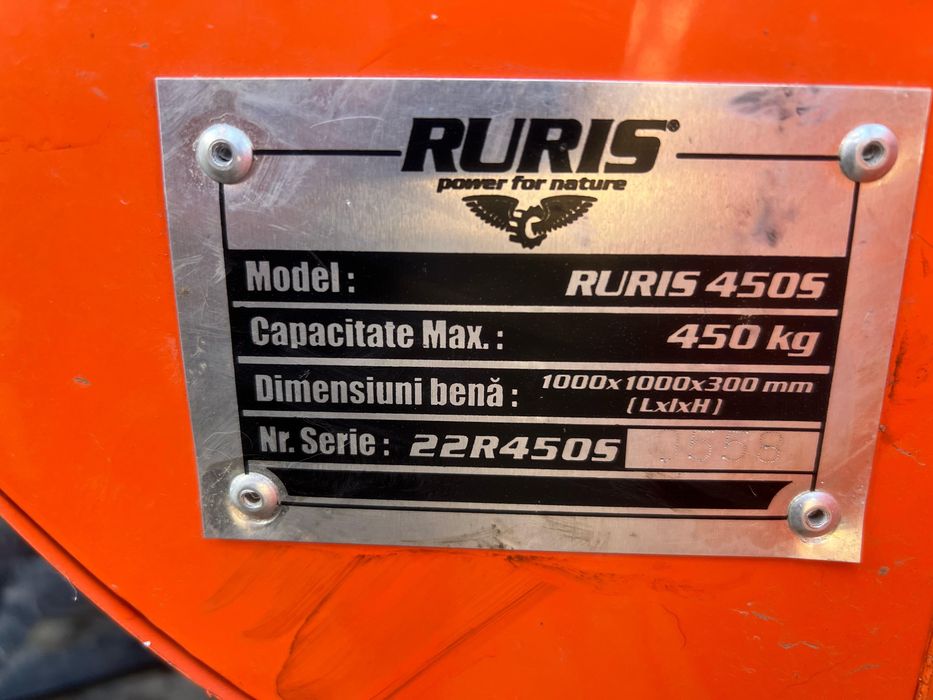 RURIS®
power for nature
Model : RURIS 450S
Capacitate Max. : 450 kg
Dimensiuni benă : 1000x1000x300 mm
(LxlxH)
Nr. Serie : 22R450S